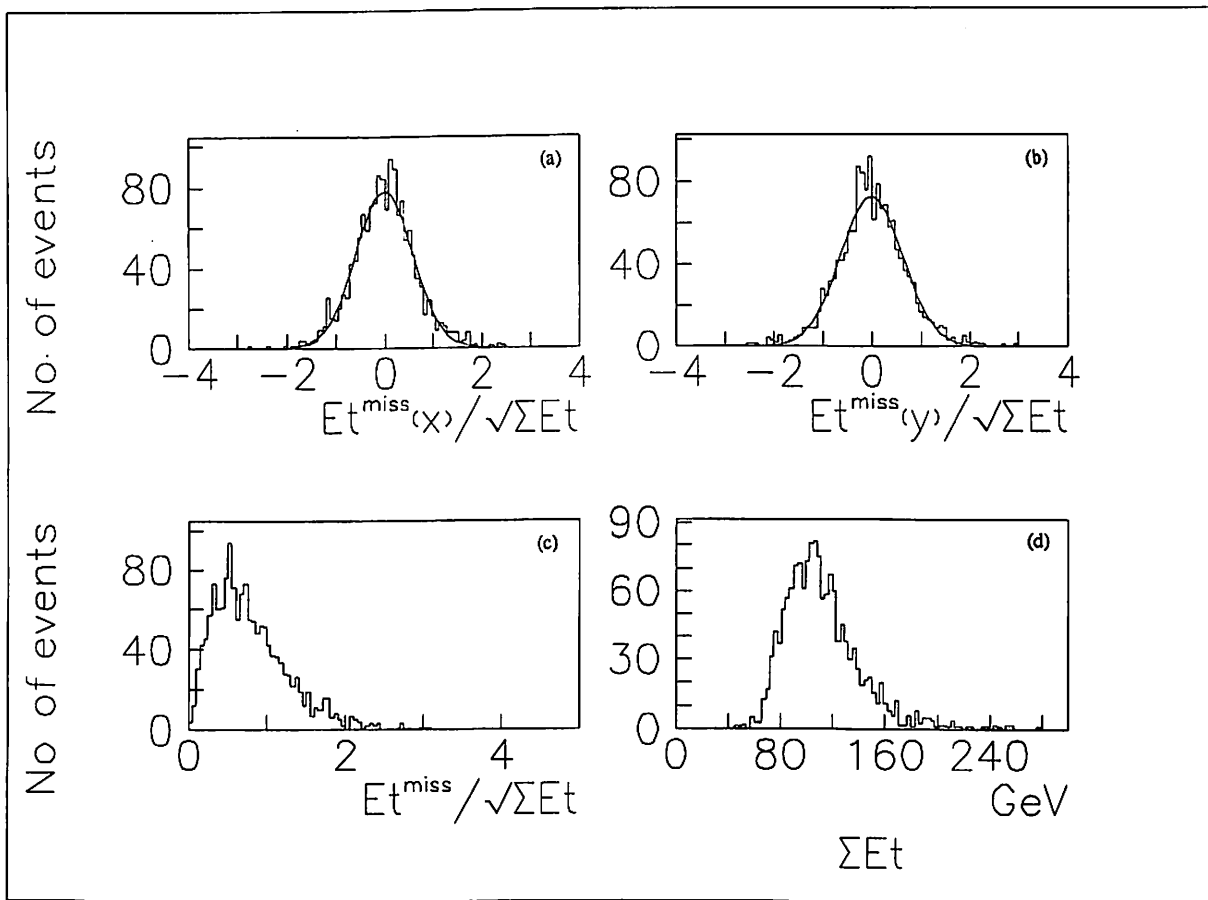 No. of events
(a)
80
40
0
−4 −2 0 2 4
Et^miss(x)/√ΣEt
(b)
80
40
0
−4 −2 0 2 4
Et^miss(y)/√ΣEt
No of events
(c)
80
40
0
0 2 4
Et^miss/√ΣEt
(d)
90
60
30
0
0 80 160 240
GeV
ΣEt